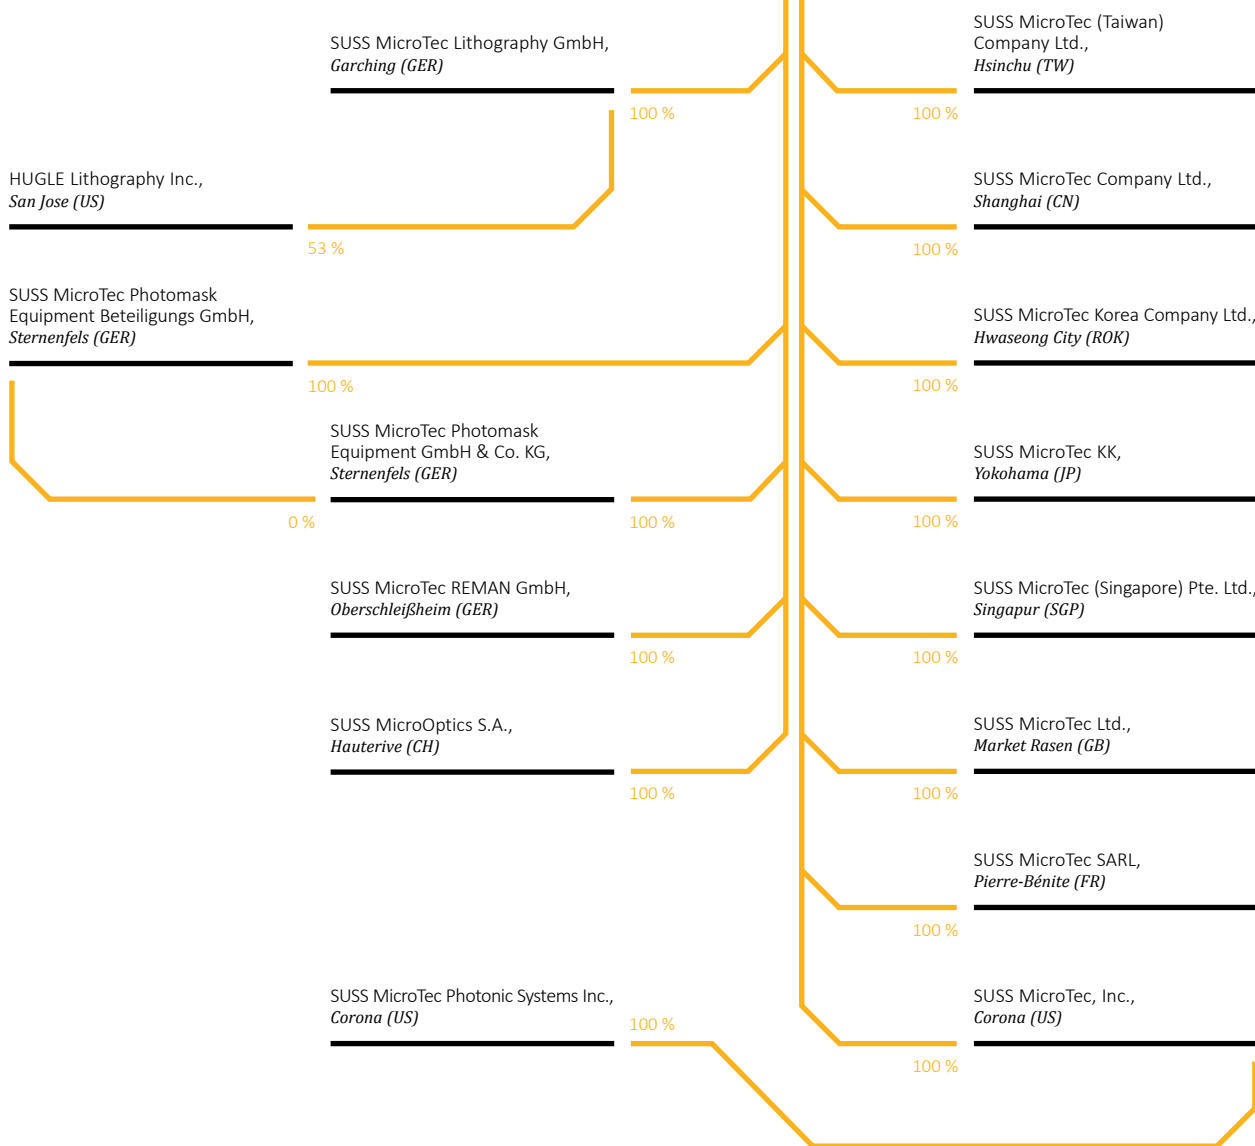 SUSS MicroTec Lithography GmbH,
Garching (GER)
100 %
SUSS MicroTec (Taiwan)
Company Ltd.,
Hsinchu (TW)
100 %
HUGLE Lithography Inc.,
San Jose (US)
53 %
SUSS MicroTec Company Ltd.,
Shanghai (CN)
100 %
SUSS MicroTec Photomask
Equipment Beteiligungs GmbH,
Sternenfels (GER)
100 %
SUSS MicroTec Korea Company Ltd.,
Hwaseong City (ROK)
100 %
SUSS MicroTec Photomask
Equipment GmbH & Co. KG,
Sternenfels (GER)
0 %
100 %
SUSS MicroTec KK,
Yokohama (JP)
100 %
SUSS MicroTec REMAN GmbH,
Oberschleißheim (GER)
100 %
SUSS MicroTec (Singapore) Pte. Ltd.,
Singapur (SGP)
100 %
SUSS MicroOptics S.A.,
Hauterive (CH)
100 %
SUSS MicroTec Ltd.,
Market Rasen (GB)
100 %
SUSS MicroTec SARL,
Pierre-Bénite (FR)
100 %
SUSS MicroTec Photonic Systems Inc.,
Corona (US)
100 %
SUSS MicroTec, Inc.,
Corona (US)
100 %